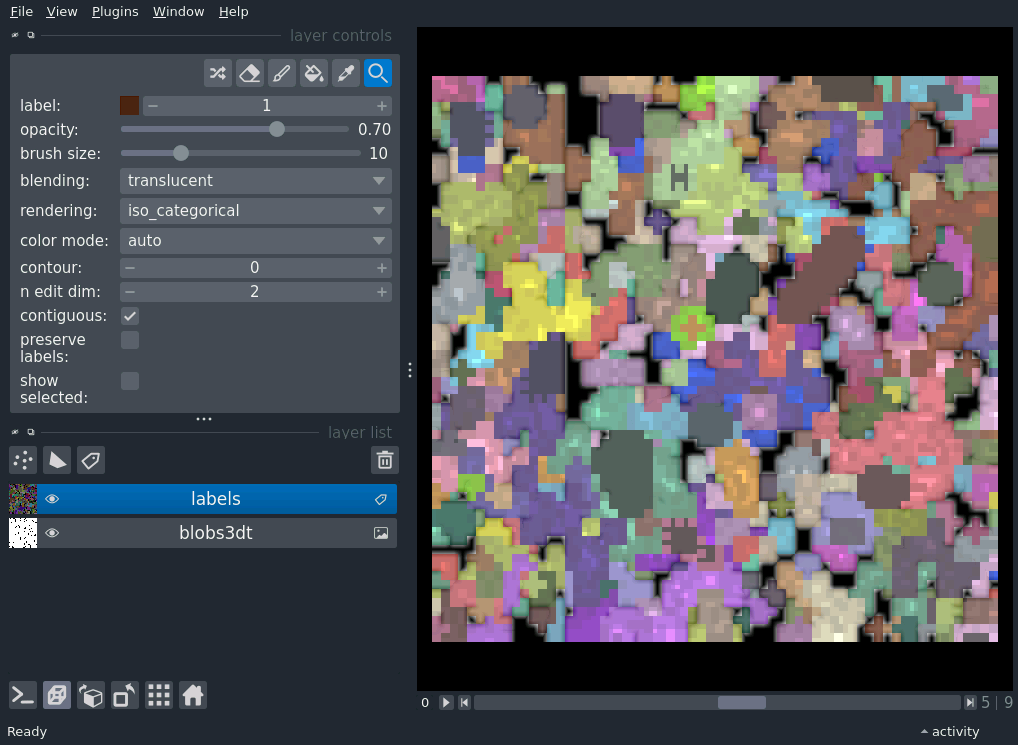 File View Plugins Window Help
layer controls
label: 1
opacity: 0.70
brush size: 10
blending: translucent
rendering: iso_categorical
color mode: auto
contour: 0
n edit dim: 2
contiguous:
preserve
labels:
show
selected:
layer list
labels
blobs3dt
0 5 | 9
Ready activity